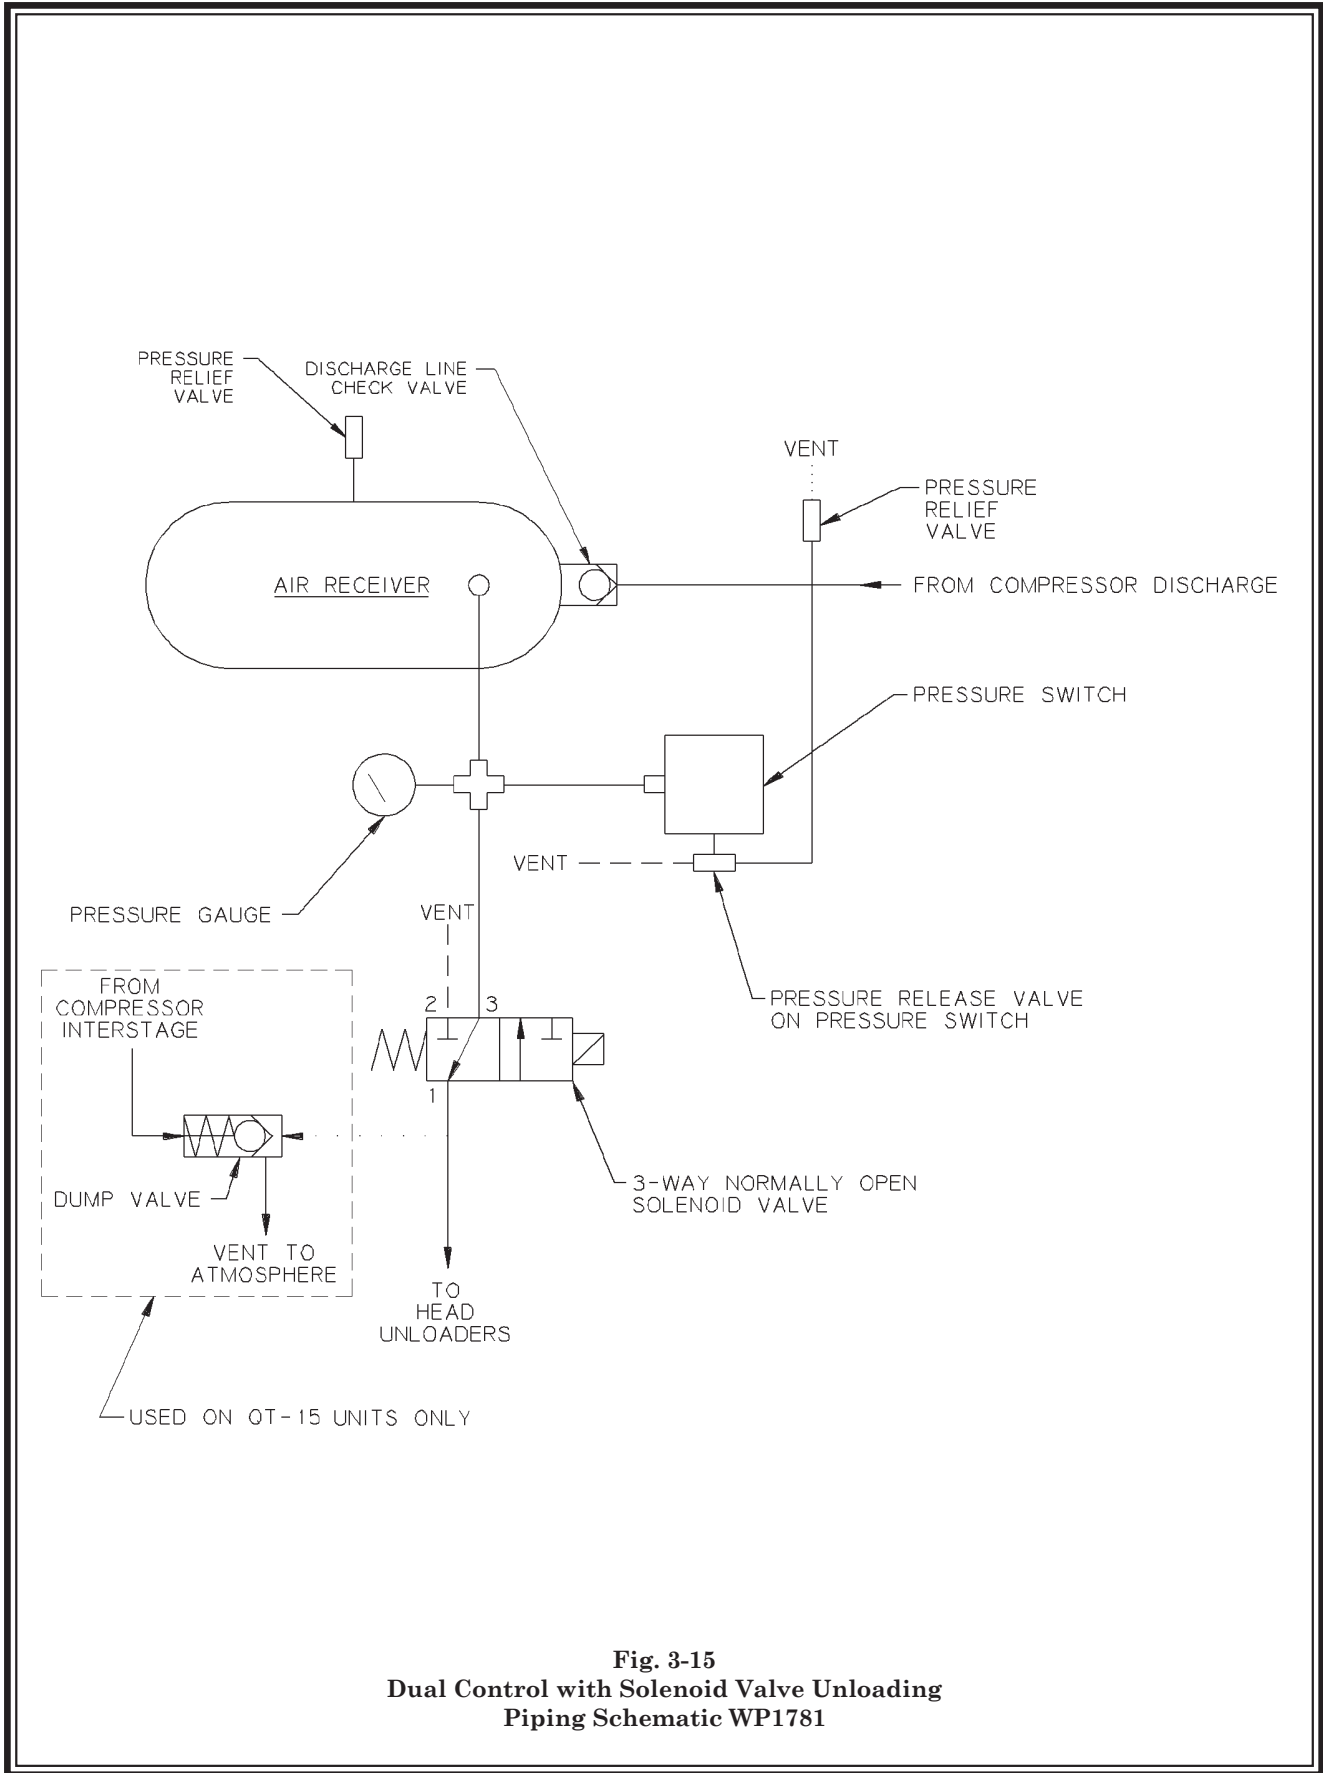 PRESSURE
RELIEF
VALVE
DISCHARGE LINE
CHECK VALVE
VENT
PRESSURE
RELIEF
VALVE
AIR RECEIVER
FROM COMPRESSOR DISCHARGE
PRESSURE SWITCH
VENT
PRESSURE GAUGE
VENT
FROM
COMPRESSOR
INTERSTAGE
2
3
PRESSURE RELEASE VALVE
ON PRESSURE SWITCH
1
DUMP VALVE
3-WAY NORMALLY OPEN
SOLENOID VALVE
VENT TO
ATMOSPHERE
TO
HEAD
UNLOADERS
USED ON QT-15 UNITS ONLY
Fig. 3-15
Dual Control with Solenoid Valve Unloading
Piping Schematic WP1781